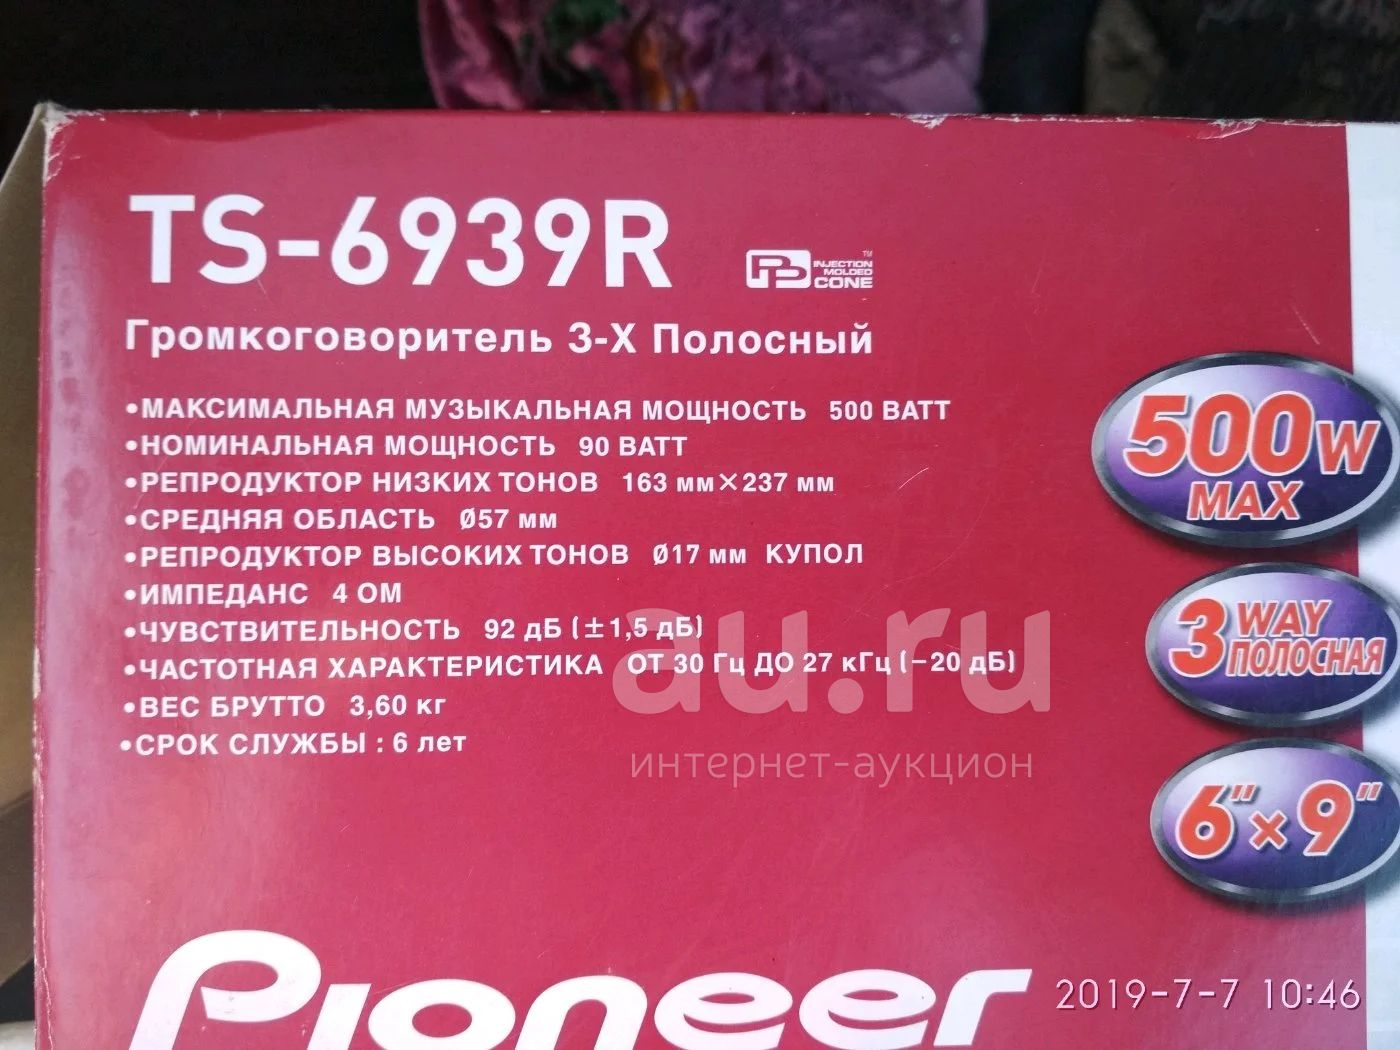 TS-6939R
INJECTION
MOLDED
CONE
TM
Громкоговоритель 3-Х Полосный
•МАКСИМАЛЬНАЯ МУЗЫКАЛЬНАЯ МОЩНОСТЬ 500 ВАТТ
•НОМИНАЛЬНАЯ МОЩНОСТЬ 90 ВАТТ
•РЕПРОДУКТОР НИЗКИХ ТОНОВ 163 мм×237 мм
•СРЕДНЯЯ ОБЛАСТЬ Ø57 мм
•РЕПРОДУКТОР ВЫСОКИХ ТОНОВ Ø17 мм КУПОЛ
•ИМПЕДАНС 4 ОМ
•ЧУВСТВИТЕЛЬНОСТЬ 92 дБ (±1,5 дБ)
•ЧАСТОТНАЯ ХАРАКТЕРИСТИКА ОТ 30 Гц ДО 27 кГц (−20 дБ)
•ВЕС БРУТТО 3,60 кг
•СРОК СЛУЖБЫ : 6 лет
500W
MAX
3 WAY
ПОЛОСНАЯ
6"×9"
au.ru
интернет-аукцион
Pioneer
2019-7-7 10:46